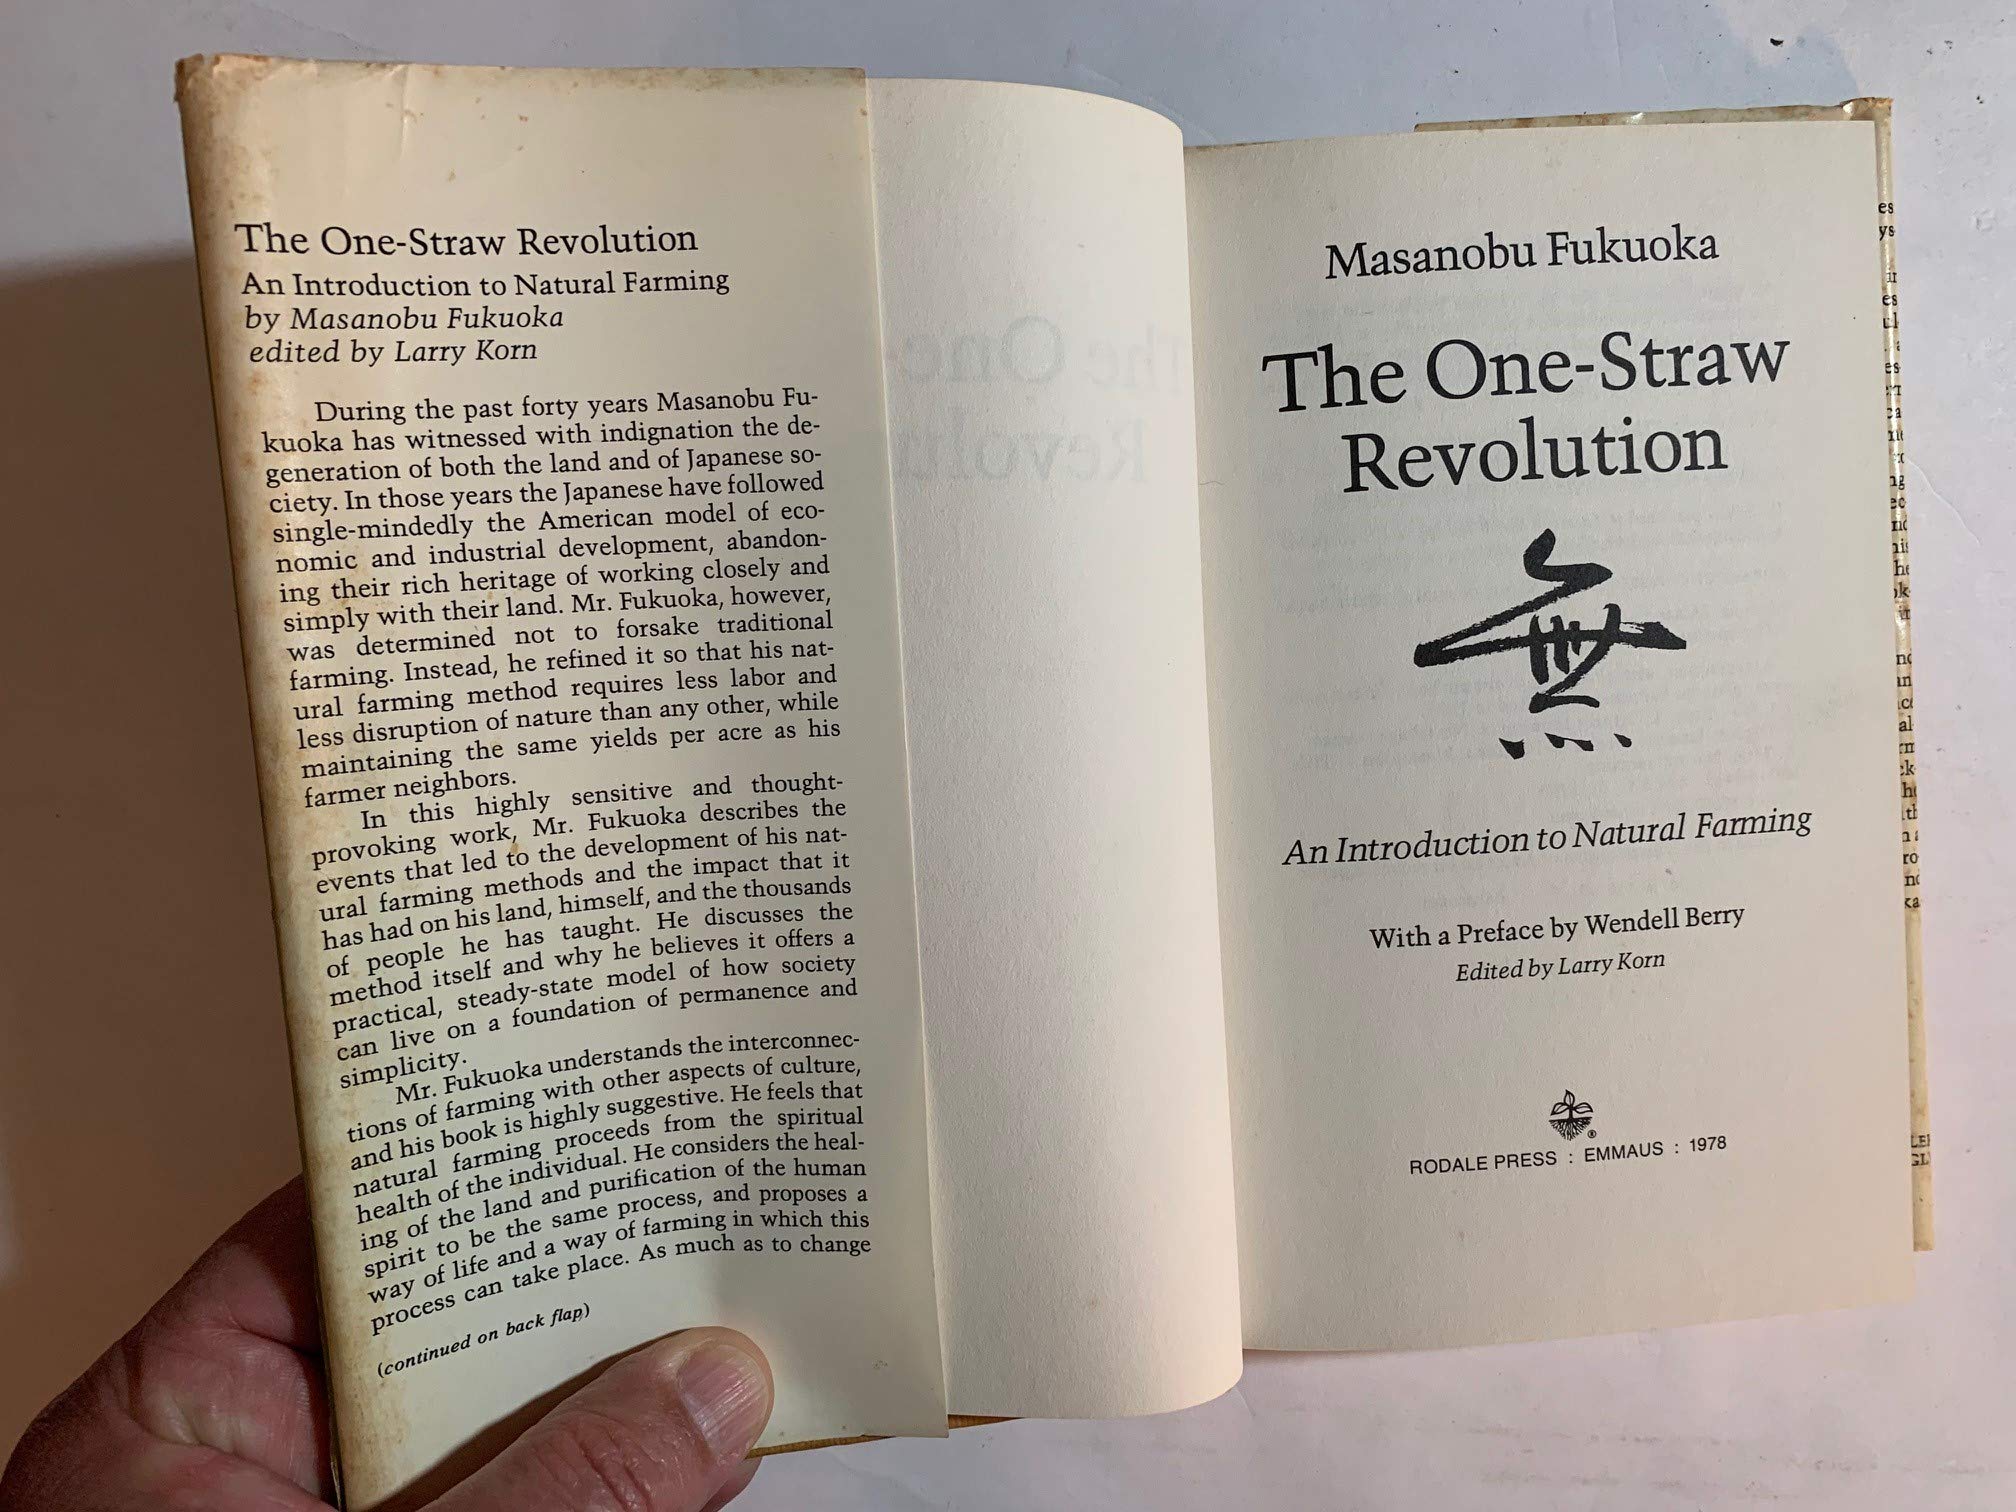 The One-Straw Revolution
An Introduction to Natural Farming
by Masanobu Fukuoka
edited by Larry Korn
During the past forty years Masanobu Fu-
kuoka has witnessed with indignation the de-
generation of both the land and of Japanese so-
ciety. In those years the Japanese have followed
single-mindedly the American model of eco-
nomic and industrial development, abandon-
ing their rich heritage of working closely and
simply with their land. Mr. Fukuoka, however,
was determined not to forsake traditional
farming. Instead, he refined it so that his nat-
ural farming method requires less labor and
less disruption of nature than any other, while
maintaining the same yields per acre as his
farmer neighbors.
In this highly sensitive and thought-
provoking work, Mr. Fukuoka describes the
events that led to the development of his nat-
ural farming methods and the impact that it
has had on his land, himself, and the thousands
of people he has taught. He discusses the
method itself and why he believes it offers a
practical, steady-state model of how society
can live on a foundation of permanence and
simplicity.
Mr. Fukuoka understands the interconnec-
tions of farming with other aspects of culture,
and his book is highly suggestive. He feels that
natural farming proceeds from the spiritual
health of the individual. He considers the heal-
ing of the land and purification of the human
spirit to be the same process, and proposes a
way of life and a way of farming in which this
process can take place. As much as to change
(continued on back flap)
Masanobu Fukuoka
The One-Straw
Revolution
無
An Introduction to Natural Farming
With a Preface by Wendell Berry
Edited by Larry Korn
®
RODALE PRESS : EMMAUS : 1978